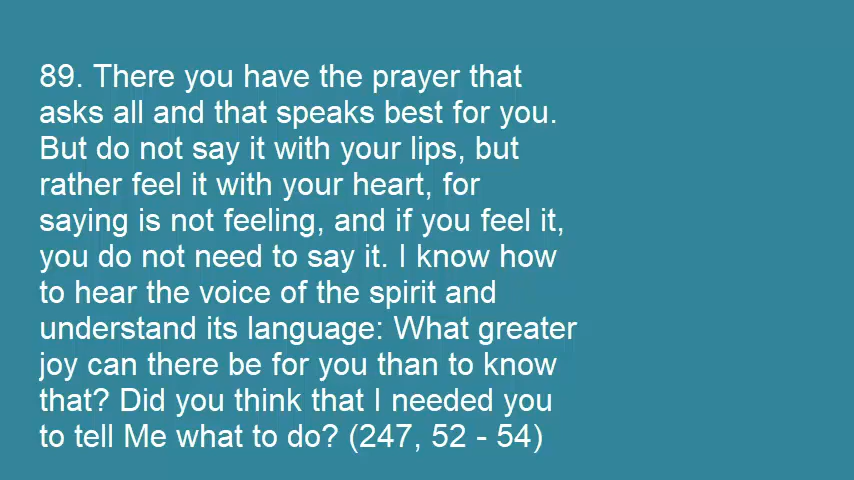 89. There you have the prayer that
asks all and that speaks best for you.
But do not say it with your lips, but
rather feel it with your heart, for
saying is not feeling, and if you feel it,
you do not need to say it. I know how
to hear the voice of the spirit and
understand its language: What greater
joy can there be for you than to know
that? Did you think that I needed you
to tell Me what to do? (247, 52 - 54)